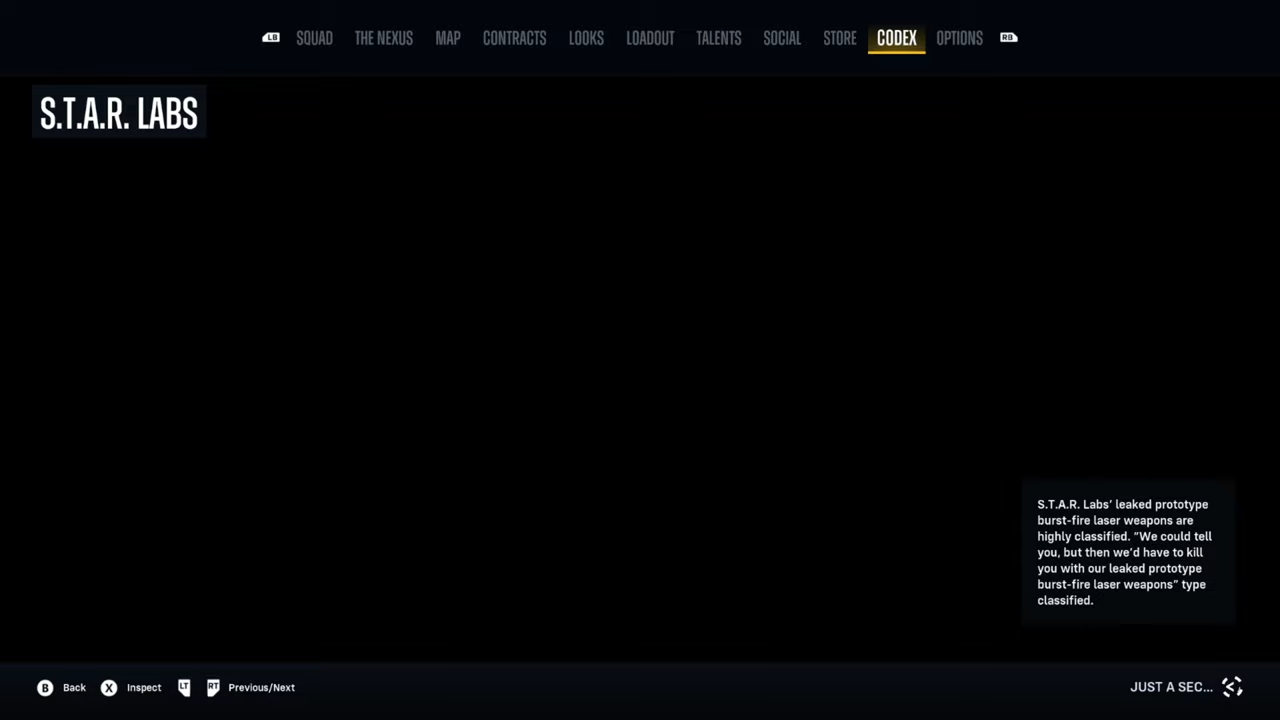 LB SQUAD THE NEXUS MAP CONTRACTS LOOKS LOADOUT TALENTS SOCIAL STORE CODEX OPTIONS RB
S.T.A.R. LABS
S.T.A.R. Labs’ leaked prototype
burst-fire laser weapons are
highly classified. “We could tell
you, but then we’d have to kill
you with our leaked prototype
burst-fire laser weapons” type
classified.
B Back X Inspect LT RT Previous/Next JUST A SEC...